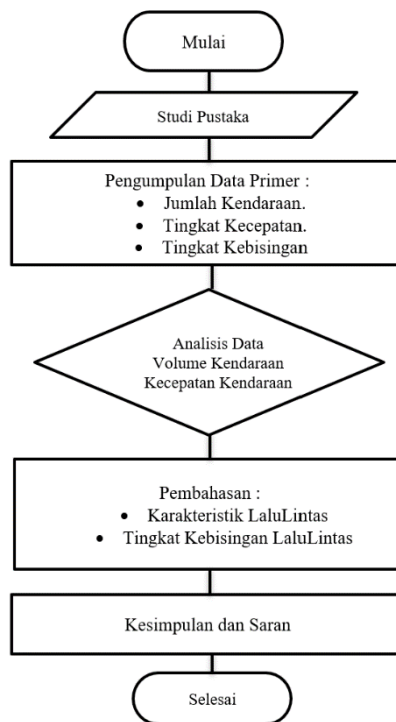 Mulai
Studi Pustaka
Pengumpulan Data Primer :
• Jumlah Kendaraan.
• Tingkat Kecepatan.
• Tingkat Kebisingan
Analisis Data
Volume Kendaraan
Kecepatan Kendaraan
Pembahasan :
• Karakteristik LaluLintas
• Tingkat Kebisingan LaluLintas
Kesimpulan dan Saran
Selesai